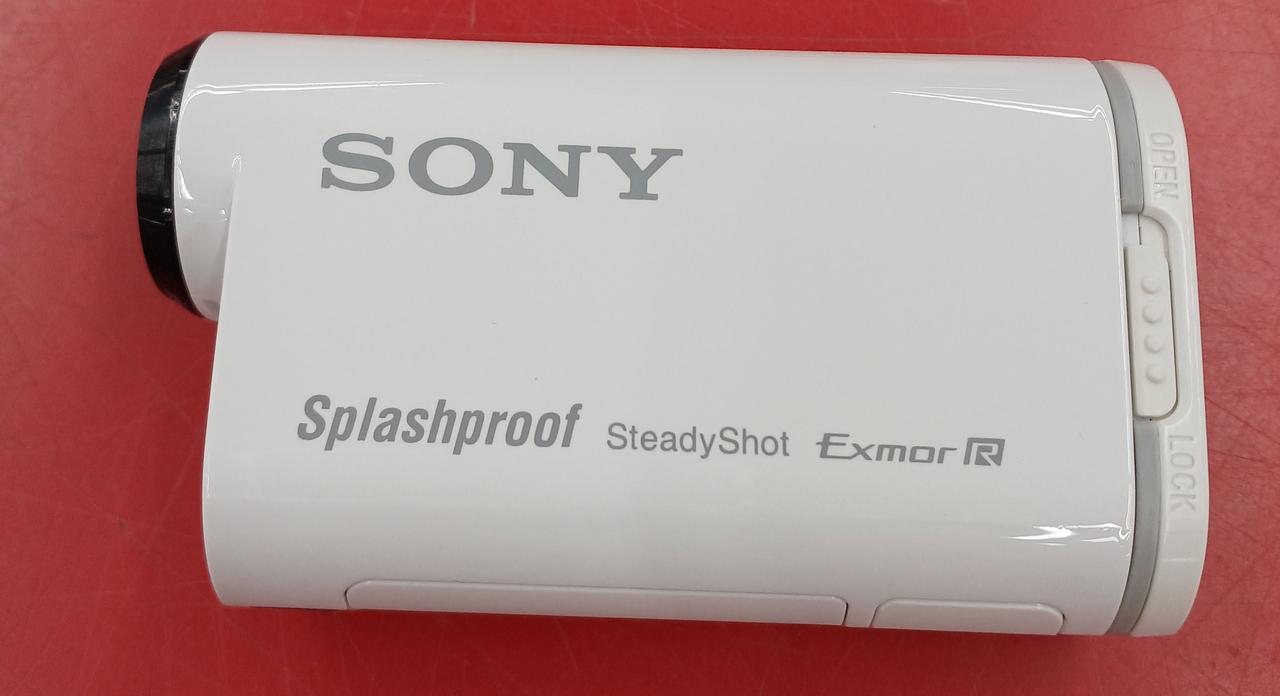 SONY
Splashproof SteadyShot Exmor R
OPEN
LOCK